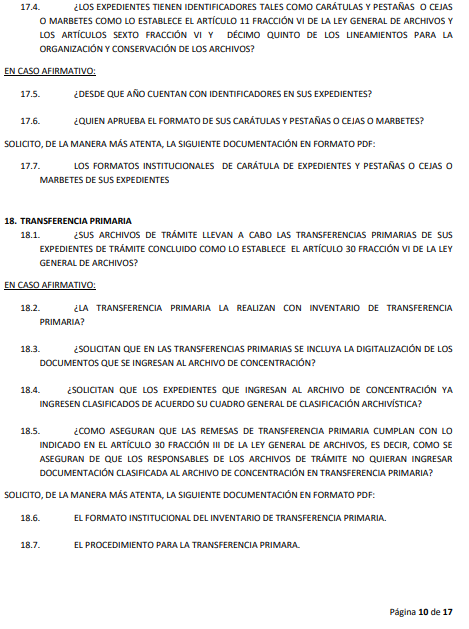 17.4. ¿LOS EXPEDIENTES TIENEN IDENTIFICADORES TALES COMO CARÁTULAS Y PESTAÑAS O CEJAS
O MARBETES COMO LO ESTABLECE EL ARTÍCULO 11 FRACCIÓN VI DE LA LEY GENERAL DE ARCHIVOS Y
LOS ARTÍCULOS SEXTO FRACCIÓN VI Y DÉCIMO QUINTO DE LOS LINEAMIENTOS PARA LA
ORGANIZACIÓN Y CONSERVACIÓN DE LOS ARCHIVOS?
EN CASO AFIRMATIVO:
17.5. ¿DESDE QUE AÑO CUENTAN CON IDENTIFICADORES EN SUS EXPEDIENTES?
17.6. ¿QUIEN APRUEBA EL FORMATO DE SUS CARÁTULAS Y PESTAÑAS O CEJAS O MARBETES?
SOLICITO, DE LA MANERA MÁS ATENTA, LA SIGUIENTE DOCUMENTACIÓN EN FORMATO PDF:
17.7. LOS FORMATOS INSTITUCIONALES DE CARÁTULA DE EXPEDIENTES Y PESTAÑAS O CEJAS O
MARBETES DE SUS EXPEDIENTES
18. TRANSFERENCIA PRIMARIA
18.1. ¿SUS ARCHIVOS DE TRÁMITE LLEVAN A CABO LAS TRANSFERENCIAS PRIMARIAS DE SUS
EXPEDIENTES DE TRÁMITE CONCLUIDO COMO LO ESTABLECE EL ARTÍCULO 30 FRACCIÓN VI DE LA LEY
GENERAL DE ARCHIVOS?
EN CASO AFIRMATIVO:
18.2. ¿LA TRANSFERENCIA PRIMARIA LA REALIZAN CON INVENTARIO DE TRANSFERENCIA
PRIMARIA?
18.3. ¿SOLICITAN QUE EN LAS TRANSFERENCIAS PRIMARIAS SE INCLUYA LA DIGITALIZACIÓN DE LOS
DOCUMENTOS QUE SE INGRESAN AL ARCHIVO DE CONCENTRACIÓN?
18.4. ¿SOLICITAN QUE LOS EXPEDIENTES QUE INGRESAN AL ARCHIVO DE CONCENTRACIÓN YA
INGRESEN CLASIFICADOS DE ACUERDO SU CUADRO GENERAL DE CLASIFICACIÓN ARCHIVÍSTICA?
18.5. ¿COMO ASEGURAN QUE LAS REMESAS DE TRANSFERENCIA PRIMARIA CUMPLAN CON LO
INDICADO EN EL ARTÍCULO 30 FRACCIÓN III DE LA LEY GENERAL DE ARCHIVOS, ES DECIR, COMO SE
ASEGURAN DE QUE LOS RESPONSABLES DE LOS ARCHIVOS DE TRÁMITE NO QUIERAN INGRESAR
DOCUMENTACIÓN CLASIFICADA AL ARCHIVO DE CONCENTRACIÓN EN TRANSFERENCIA PRIMARIA?
SOLICITO, DE LA MANERA MÁS ATENTA, LA SIGUIENTE DOCUMENTACIÓN EN FORMATO PDF:
18.6. EL FORMATO INSTITUCIONAL DEL INVENTARIO DE TRANSFERENCIA PRIMARIA.
18.7. EL PROCEDIMIENTO PARA LA TRANSFERENCIA PRIMARA.
Página 10 de 17